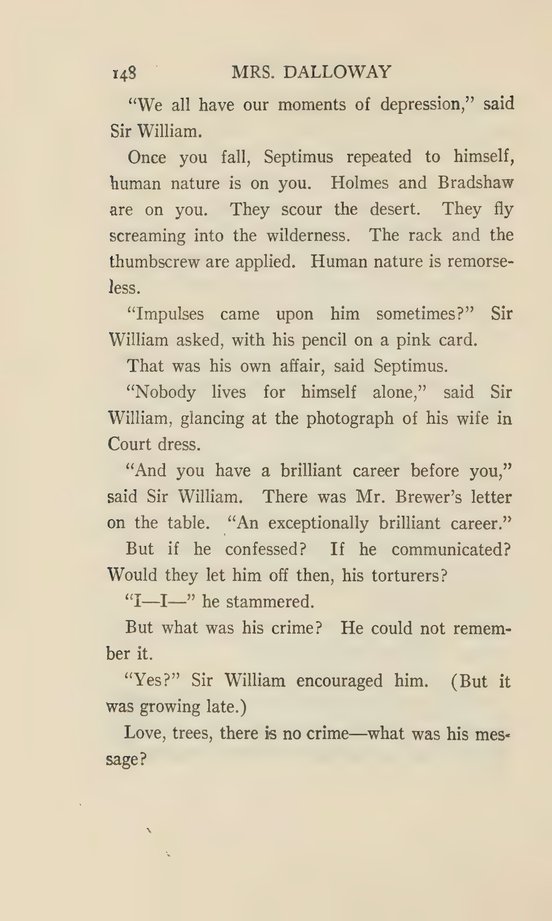 148 MRS. DALLOWAY
“We all have our moments of depression,” said
Sir William.
Once you fall, Septimus repeated to himself,
human nature is on you. Holmes and Bradshaw
are on you. They scour the desert. They fly
screaming into the wilderness. The rack and the
thumbscrew are applied. Human nature is remorse-
less.
“Impulses came upon him sometimes?” Sir
William asked, with his pencil on a pink card.
That was his own affair, said Septimus.
“Nobody lives for himself alone,” said Sir
William, glancing at the photograph of his wife in
Court dress.
“And you have a brilliant career before you,”
said Sir William. There was Mr. Brewer’s letter
on the table. “An exceptionally brilliant career.”
But if he confessed? If he communicated?
Would they let him off then, his torturers?
“I—I—” he stammered.
But what was his crime? He could not remem-
ber it.
“Yes?” Sir William encouraged him. (But it
was growing late.)
Love, trees, there is no crime—what was his mes-
sage?